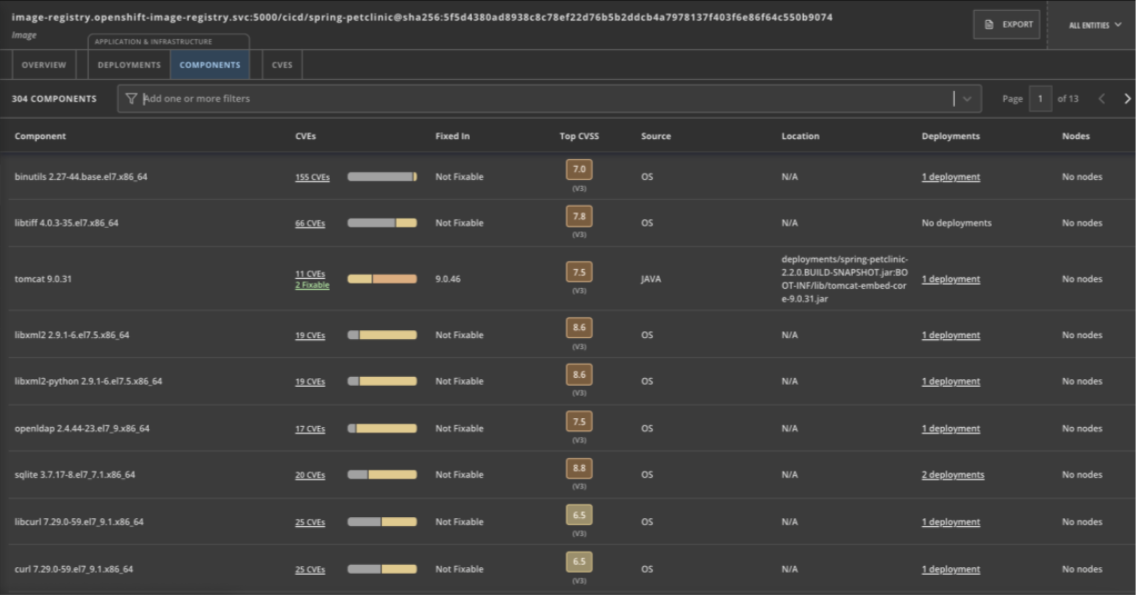 image-registry.openshift-image-registry.svc:5000/cicd/spring-petclinic@sha256:5f5d4380ad8938c8c78ef22d76b5b2ddcb4a7978137f403f6e86f64c550b9074
Image
EXPORT
ALL ENTITIES
APPLICATION & INFRASTRUCTURE
OVERVIEW DEPLOYMENTS COMPONENTS CVES
304 COMPONENTS Add one or more filters Page 1 of 13
Component CVEs Fixed In Top CVSS Source Location Deployments Nodes
binutils 2.27-44.base.el7.x86_64 155 CVEs Not Fixable 7.0 (V3) OS N/A 1 deployment No nodes
libtiff 4.0.3-35.el7.x86_64 66 CVEs Not Fixable 7.8 (V3) OS N/A No deployments No nodes
tomcat 9.0.31 11 CVEs 2 Fixable 9.0.46 7.5 (V3) JAVA
deployments/spring-petclinic-
2.2.0.BUILD-SNAPSHOT.jar:BO
OT-INF/lib/tomcat-embed-cor
e-9.0.31.jar
1 deployment No nodes
libxml2 2.9.1-6.el7.5.x86_64 19 CVEs Not Fixable 8.6 (V3) OS N/A 1 deployment No nodes
libxml2-python 2.9.1-6.el7.5.x86_64 19 CVEs Not Fixable 8.6 (V3) OS N/A 1 deployment No nodes
openldap 2.4.44-23.el7_9.x86_64 17 CVEs Not Fixable 7.5 (V3) OS N/A 1 deployment No nodes
sqlite 3.7.17-8.el7_7.1.x86_64 20 CVEs Not Fixable 8.8 (V3) OS N/A 2 deployments No nodes
libcurl 7.29.0-59.el7_9.1.x86_64 25 CVEs Not Fixable 6.5 (V3) OS N/A 1 deployment No nodes
curl 7.29.0-59.el7_9.1.x86_64 25 CVEs Not Fixable 6.5 (V3) OS N/A 1 deployment No nodes